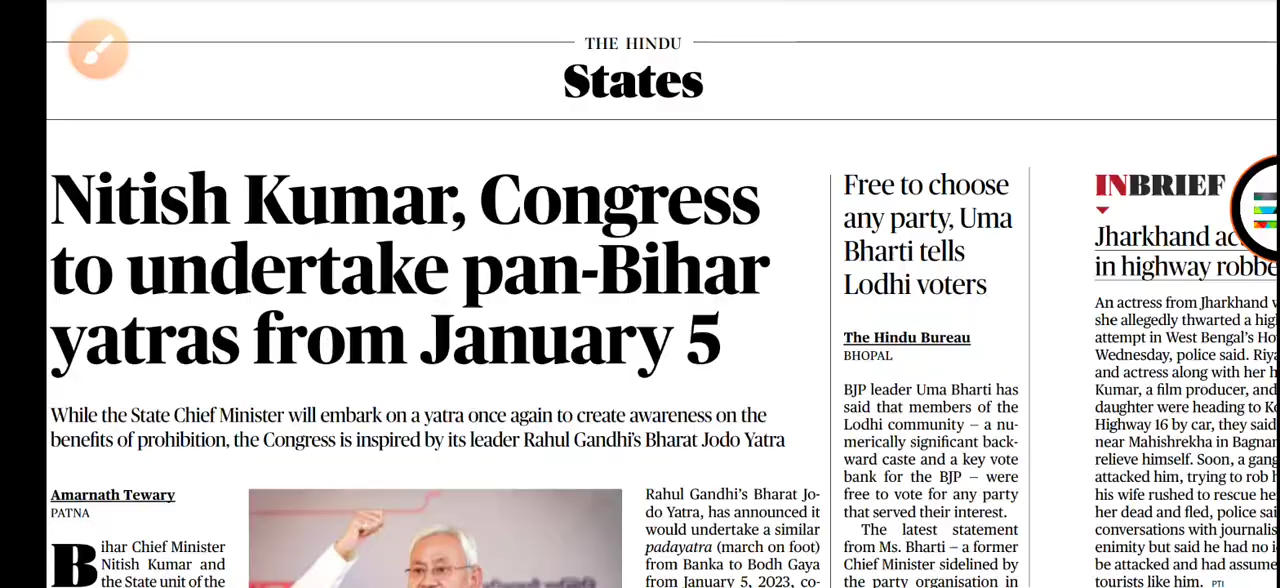 THE HINDU
States
Nitish Kumar, Congress
to undertake pan-Bihar
yatras from January 5
While the State Chief Minister will embark on a yatra once again to create awareness on the
benefits of prohibition, the Congress is inspired by its leader Rahul Gandhi's Bharat Jodo Yatra
Amarnath Tewary
PATNA
Bihar Chief Minister
Nitish Kumar and
the State unit of the
Rahul Gandhi's Bharat Jo-
do Yatra, has announced it
would undertake a similar
padayatra (march on foot)
from Banka to Bodh Gaya
from January 5, 2023, co-
Free to choose
any party, Uma
Bharti tells
Lodhi voters
The Hindu Bureau
BHOPAL
BJP leader Uma Bharti has
said that members of the
Lodhi community – a nu-
merically significant back-
ward caste and a key vote
bank for the BJP – were
free to vote for any party
that served their interest.
The latest statement
from Ms. Bharti – a former
Chief Minister sidelined by
the party organisation in
INBRIEF
Jharkhand
in highway
An actress from Jharkhand
she allegedly thwarted a
attempt in West Bengal's
Wednesday, police said.
and actress along with her
Kumar, a film producer, and
daughter were heading to
Highway 16 by car, they said
near Mahishrekha in
relieve himself. Soon, a gang
attacked him, trying to rob
his wife rushed to rescue
her dead and fled, police
conversations with
enimity but said he had no
be attacked and had
tourists like him. PTI